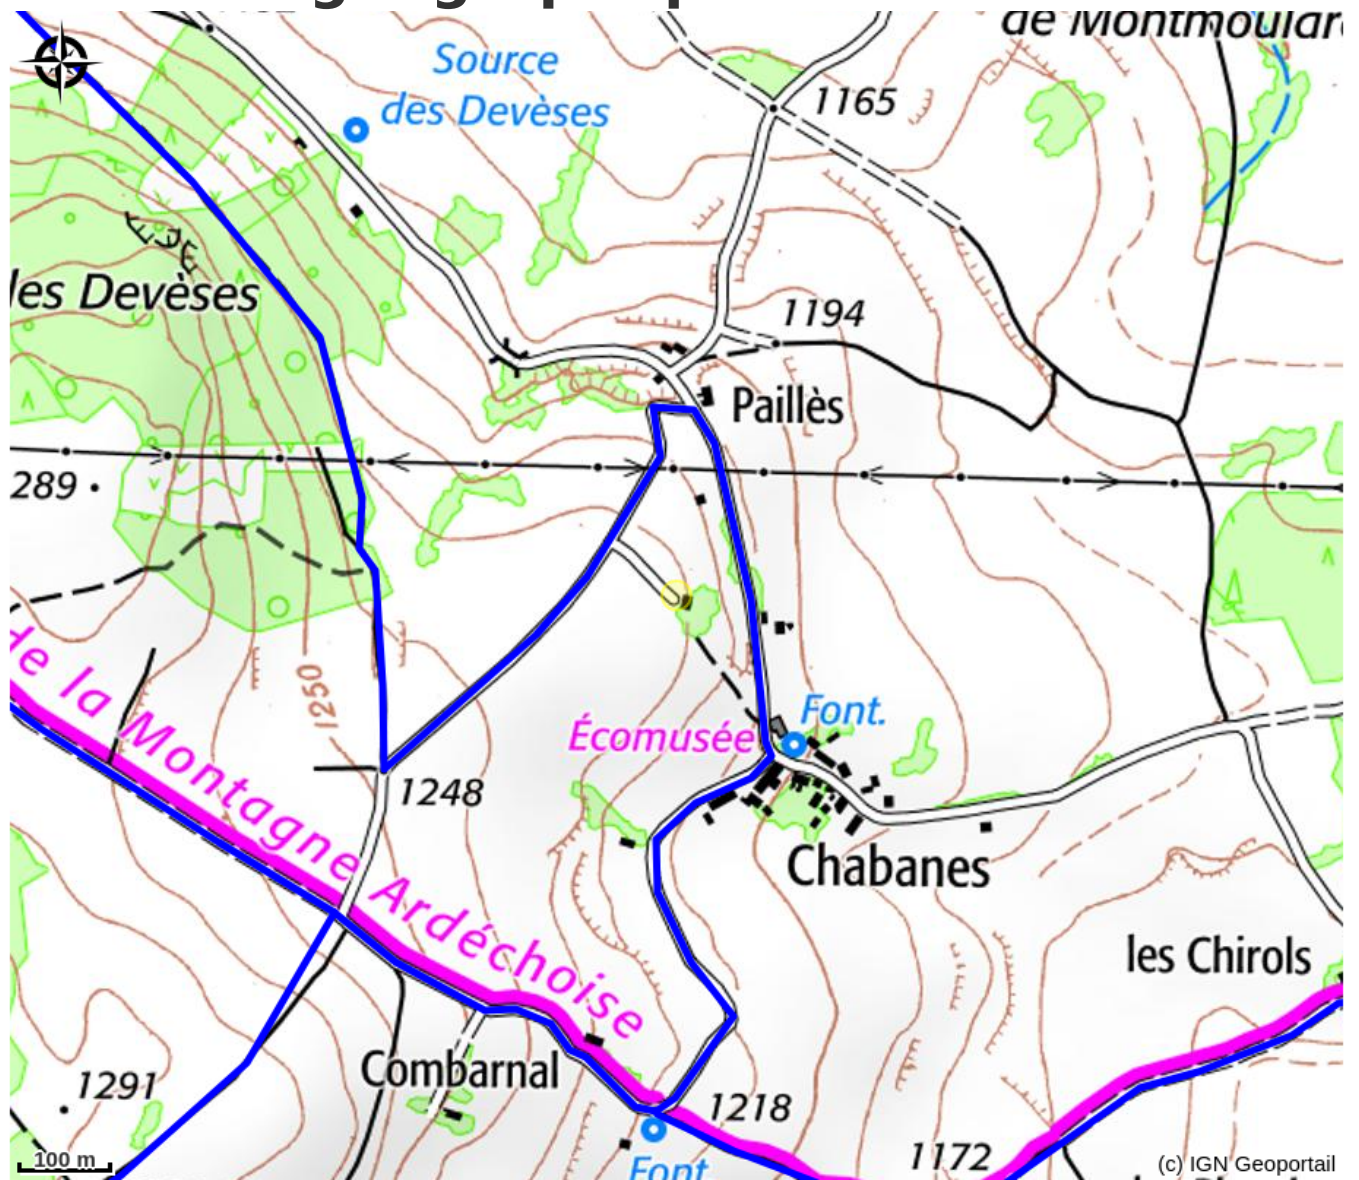 de Montmoulard
Source
des Devèses
1165
les Devèses
1194
Paillès
289
de la Montagne Ardéchoise
1250
Font.
Écomusée
1248
Chabanes
les Chirols
Combarnal
1291
1218
1172
Font
100 m
(c) IGN Geoportail